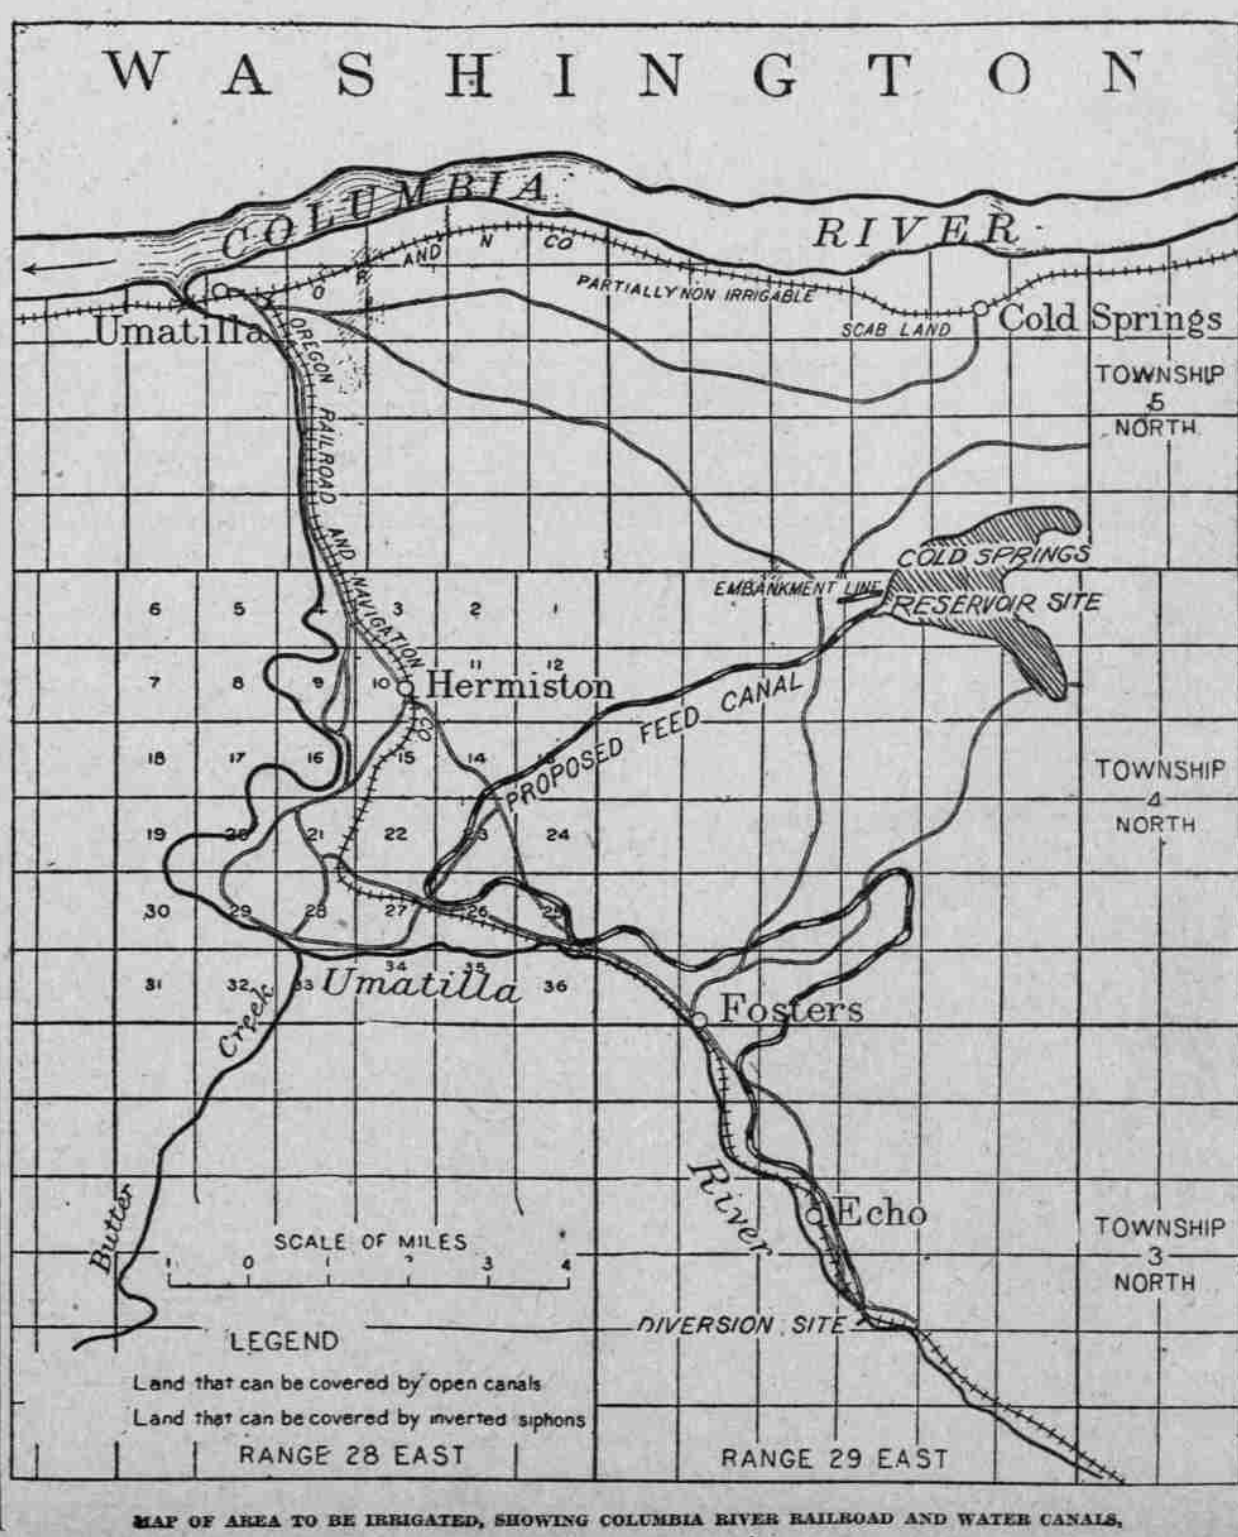 WASHINGTON
COLUMBIA RIVER
O AND N CO
PARTIALLY NON IRRIGABLE
SCAB LAND
Cold Springs
Umatilla
OREGON RAILROAD AND NAVIGATION CO
TOWNSHIP
5
NORTH
COLD SPRINGS
RESERVOIR SITE
EMBANKMENT LINE
6 5 4 3 2 1
7 8 9 10 11 12
Hermiston
PROPOSED FEED CANAL
18 17 16 15 14 13
TOWNSHIP
4
NORTH
19 20 21 22 23 24
30 29 28 27 26 25
31 32 33 34 35 36
Umatilla
River
Fosters
Butter Creek
Echo
TOWNSHIP
3
NORTH
SCALE OF MILES
1 0 1 2 3 4
DIVERSION SITE
LEGEND
Land that can be covered by open canals
Land that can be covered by inverted siphons
RANGE 28 EAST
RANGE 29 EAST
MAP OF AREA TO BE IRRIGATED, SHOWING COLUMBIA RIVER RAILROAD AND WATER CANALS,